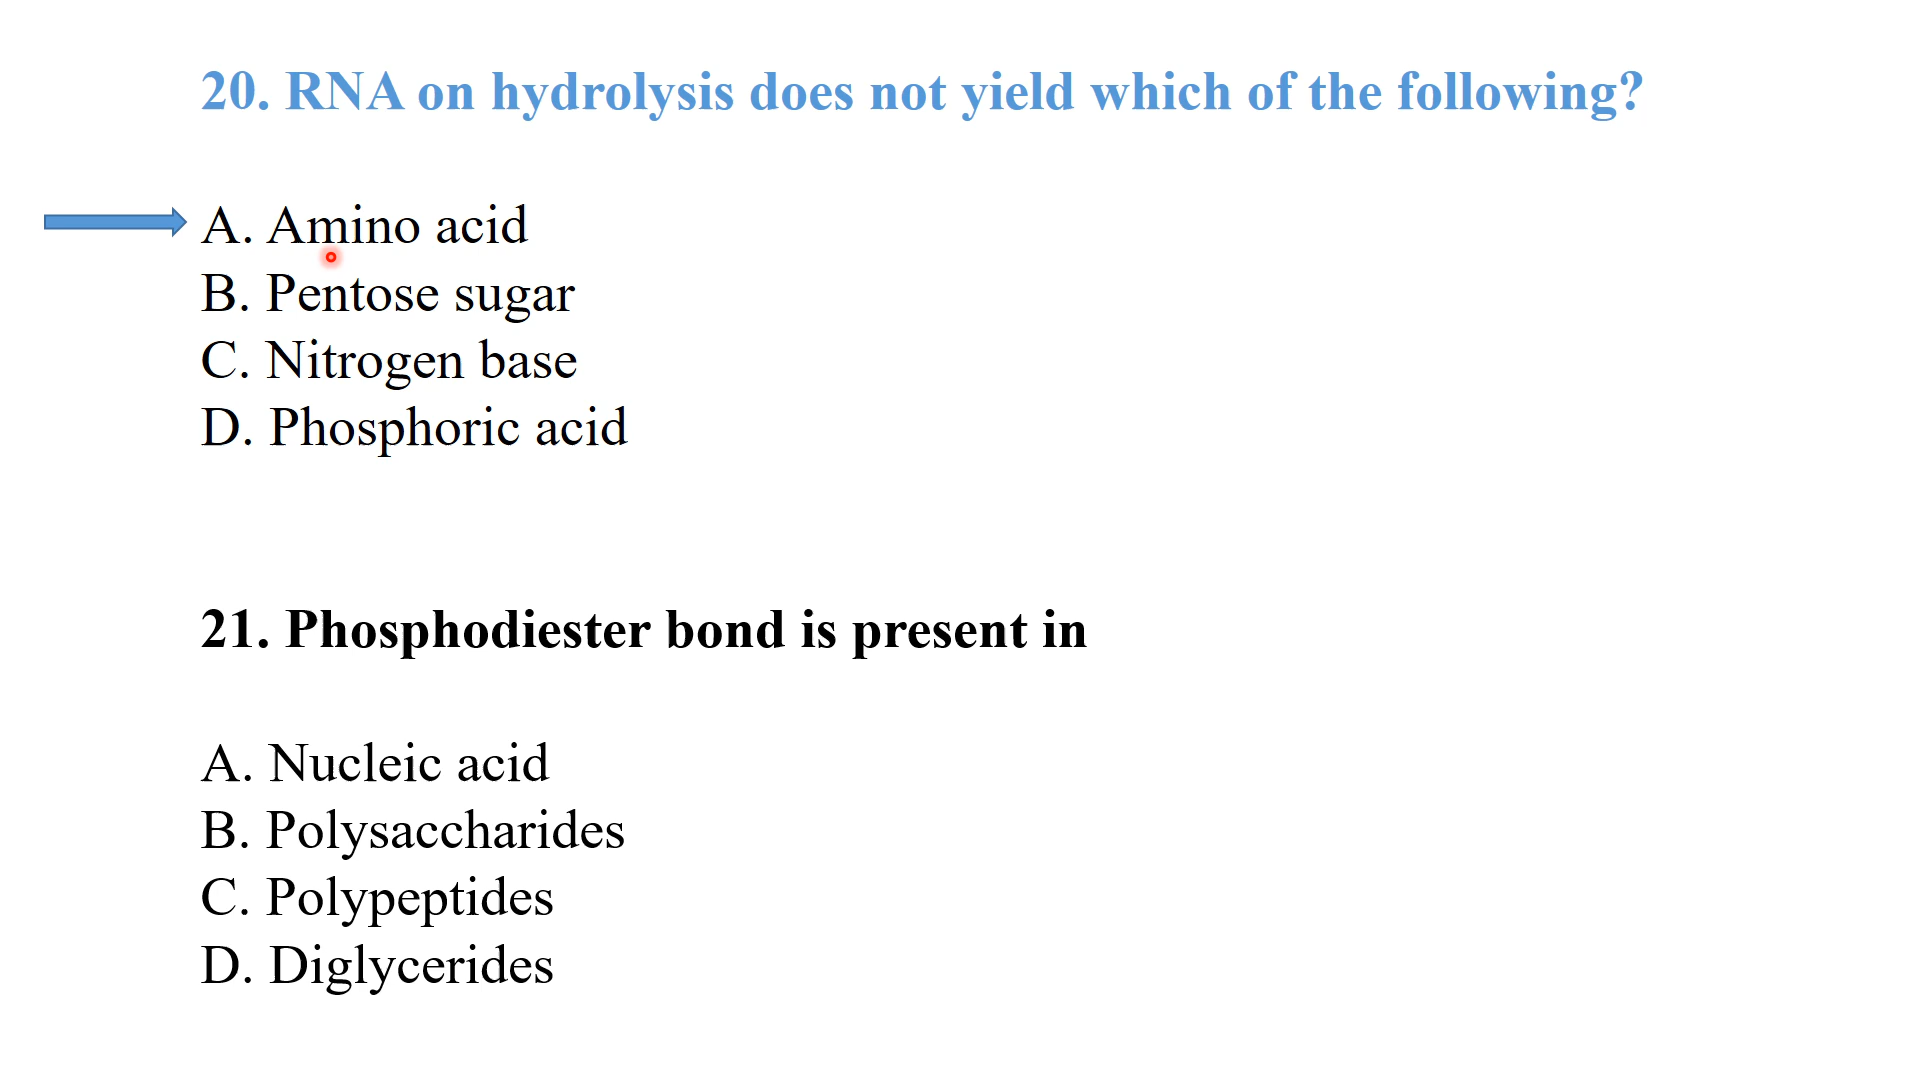 20. RNA on hydrolysis does not yield which of the following?
A. Amino acid
B. Pentose sugar
C. Nitrogen base
D. Phosphoric acid
21. Phosphodiester bond is present in
A. Nucleic acid
B. Polysaccharides
C. Polypeptides
D. Diglycerides